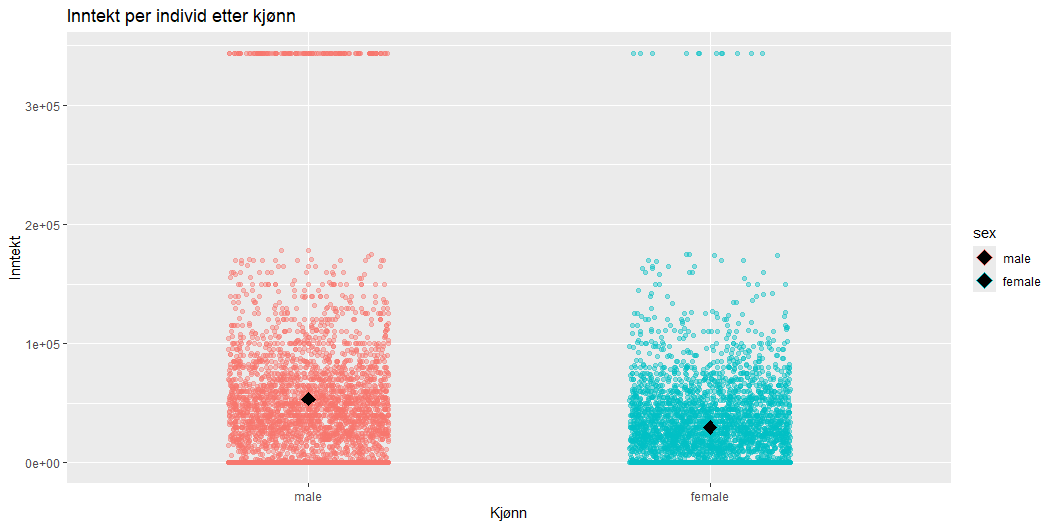 Inntekt per individ etter kjønn
3e+05
2e+05
1e+05
0e+00
Inntekt
male
female
Kjønn
sex
male
female